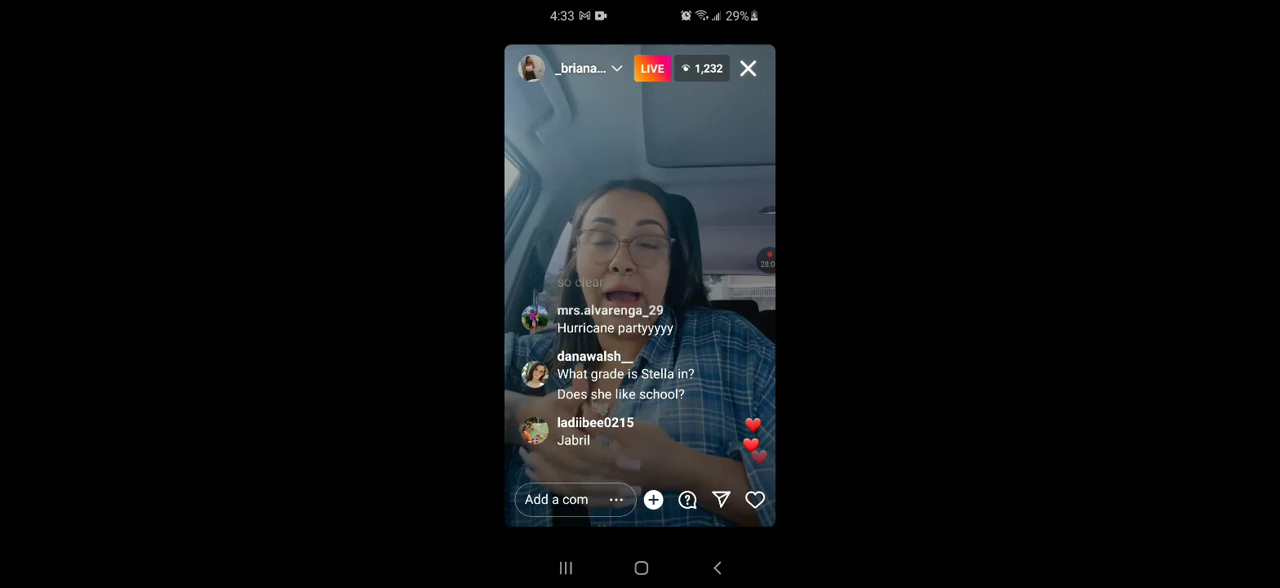 4:33
29%
_briana...
LIVE
1,232
so clear
mrs.alvarenga_29
Hurricane partyyyyy
danawalsh__
What grade is Stella in?
Does she like school?
ladiibee0215
Jabril
Add a com